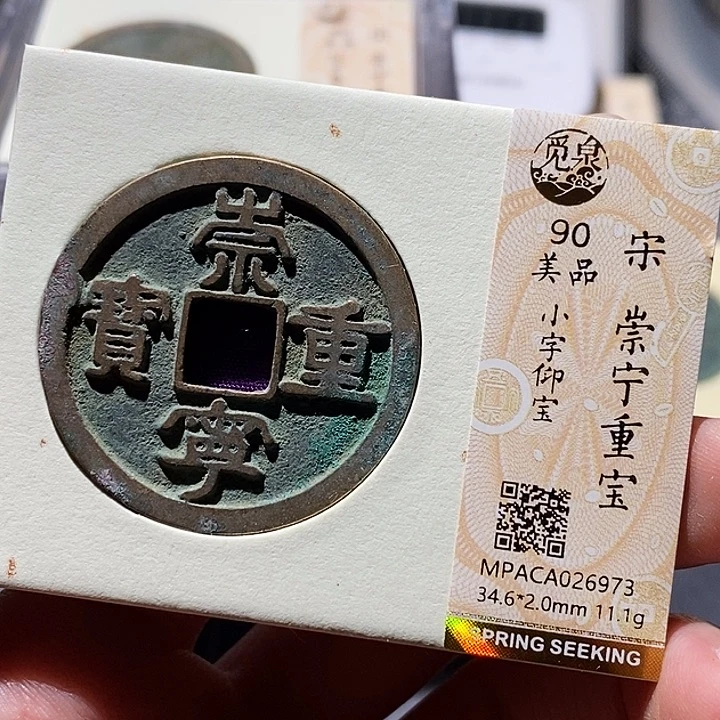 崇
寧
重
寶
觅泉
宋
崇宁重宝
90
美品
小字仰宝
MPACA026973
34.6*2.0mm 11.1g
SPRING SEEKING